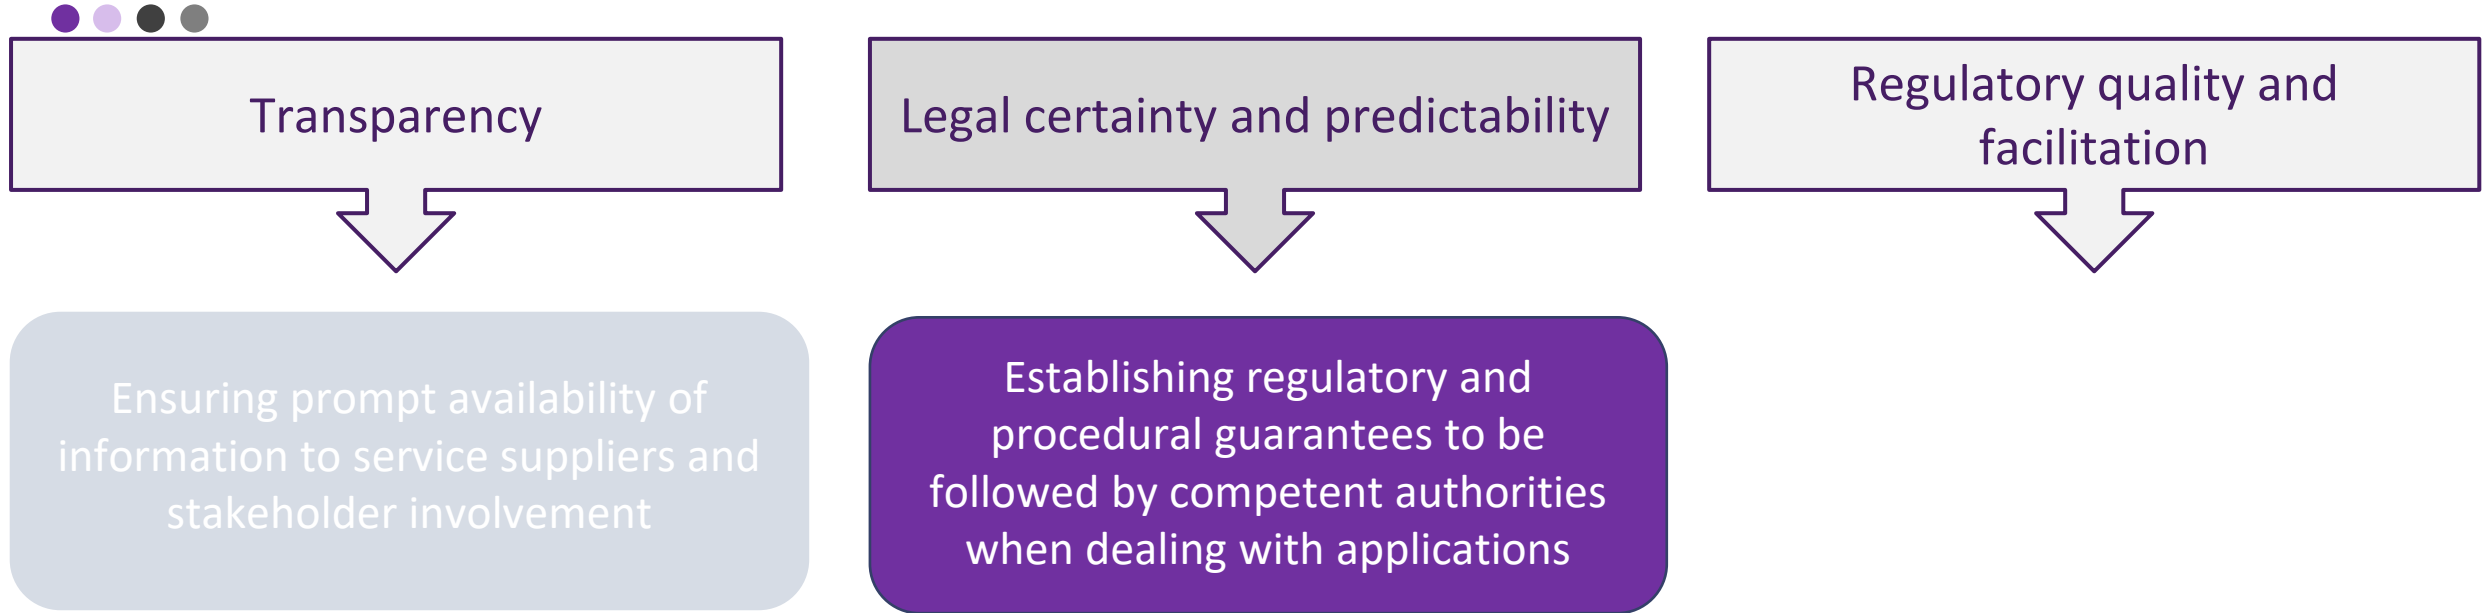 Transparency
Legal certainty and predictability
Regulatory quality and
facilitation
Ensuring prompt availability of
information to service suppliers and
stakeholder involvement
Establishing regulatory and
procedural guarantees to be
followed by competent authorities
when dealing with applications